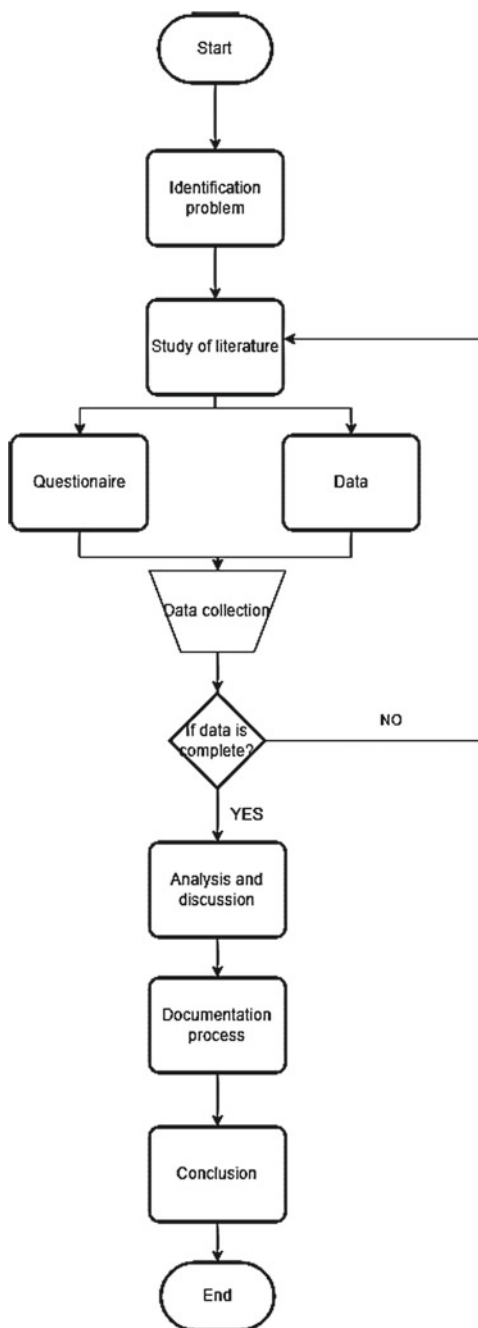 Start
Identification
problem
Study of literature
Questionaire
Data
Data collection
If data is
complete?
NO
YES
Analysis and
discussion
Documentation
process
Conclusion
End